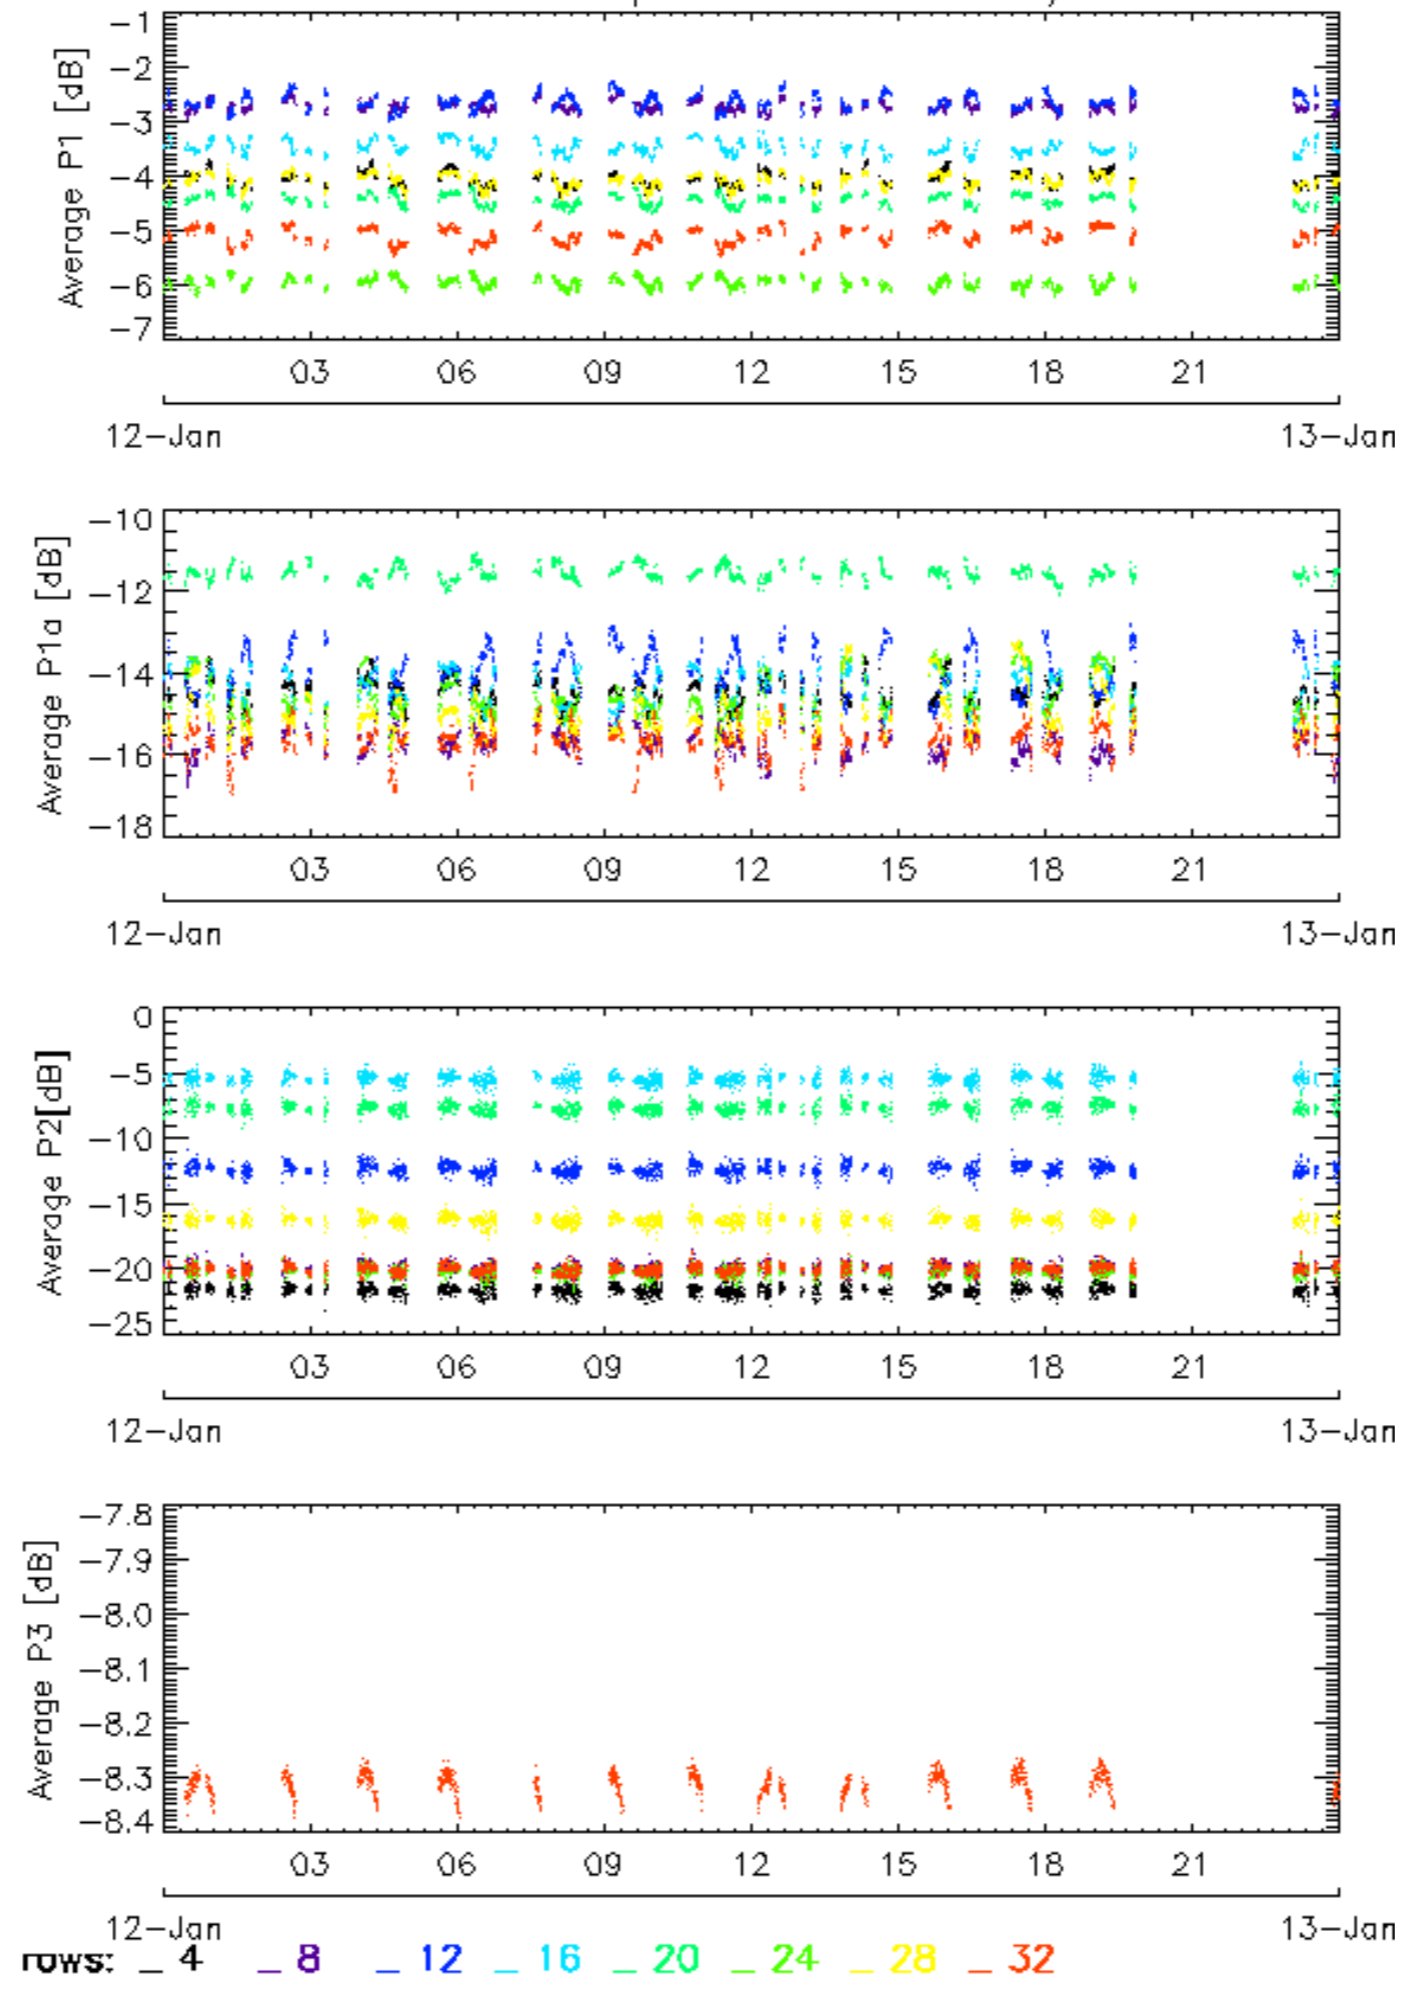 Average P1 [dB]
-1
-2
-3
-4
-5
-6
-7
03 06 09 12 15 18 21
12-Jan 13-Jan
Average P1a [dB]
-10
-12
-14
-16
-18
03 06 09 12 15 18 21
12-Jan 13-Jan
Average P2[dB]
0
-5
-10
-15
-20
-25
03 06 09 12 15 18 21
12-Jan 13-Jan
Average P3 [dB]
-7.8
-7.9
-8.0
-8.1
-8.2
-8.3
-8.4
03 06 09 12 15 18 21
12-Jan 13-Jan
rows: _ 4 _ 8 _ 12 _ 16 _ 20 _ 24 _ 28 _ 32